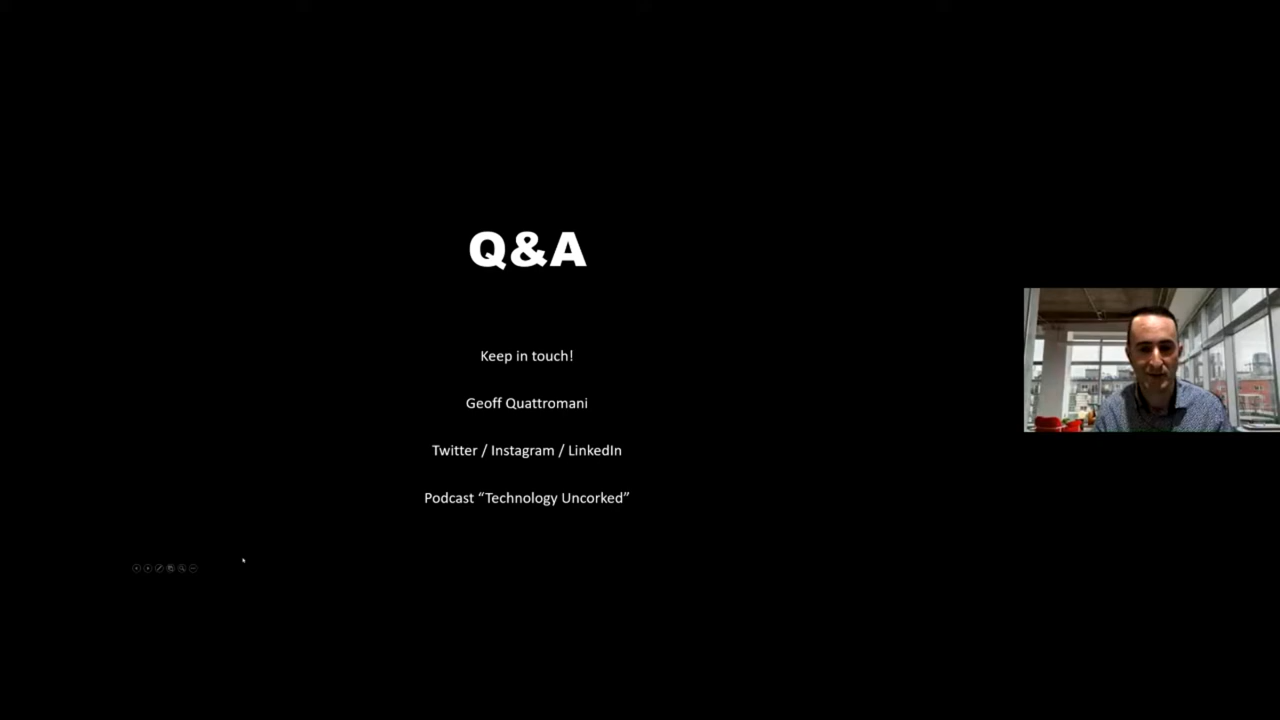 Q&A
Keep in touch!
Geoff Quattromani
Twitter / Instagram / LinkedIn
Podcast “Technology Uncorked”